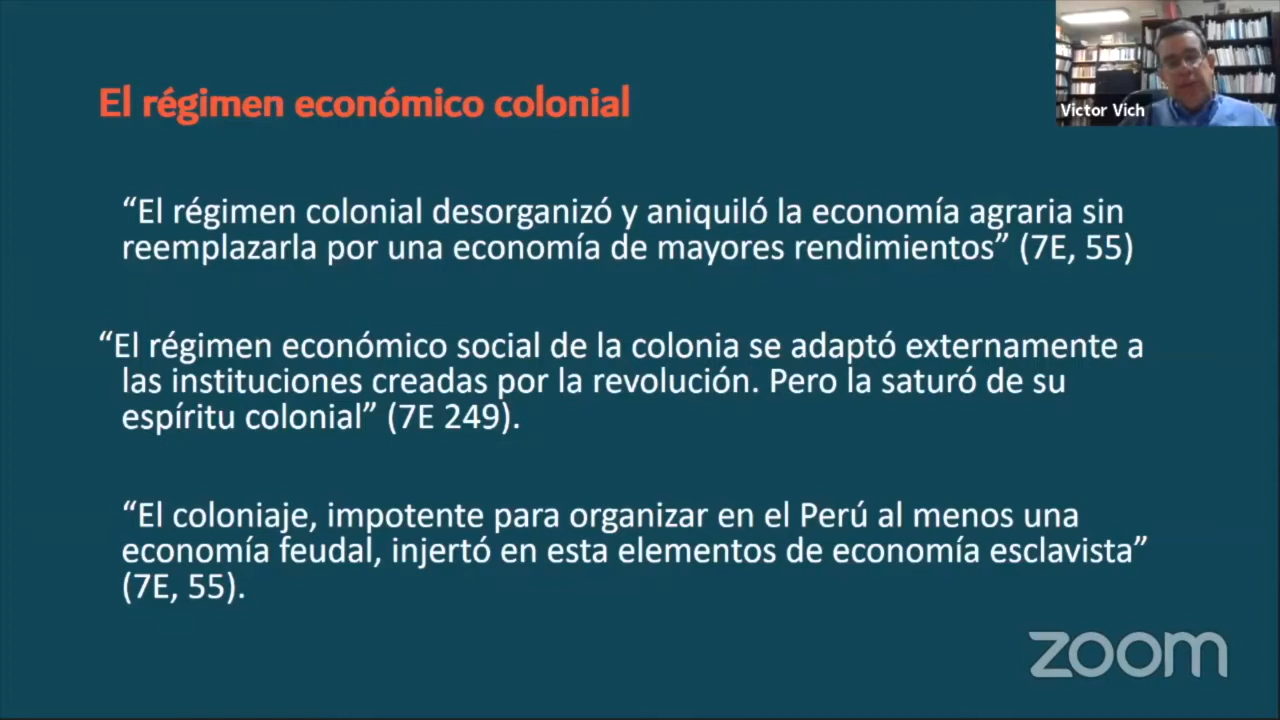 El régimen económico colonial
Victor Vich
“El régimen colonial desorganizó y aniquiló la economía agraria sin
reemplazarla por una economía de mayores rendimientos” (7E, 55)
“El régimen económico social de la colonia se adaptó externamente a
las instituciones creadas por la revolución. Pero la saturó de su
espíritu colonial” (7E 249).
“El coloniaje, impotente para organizar en el Perú al menos una
economía feudal, injertó en esta elementos de economía esclavista”
(7E, 55).
zoom